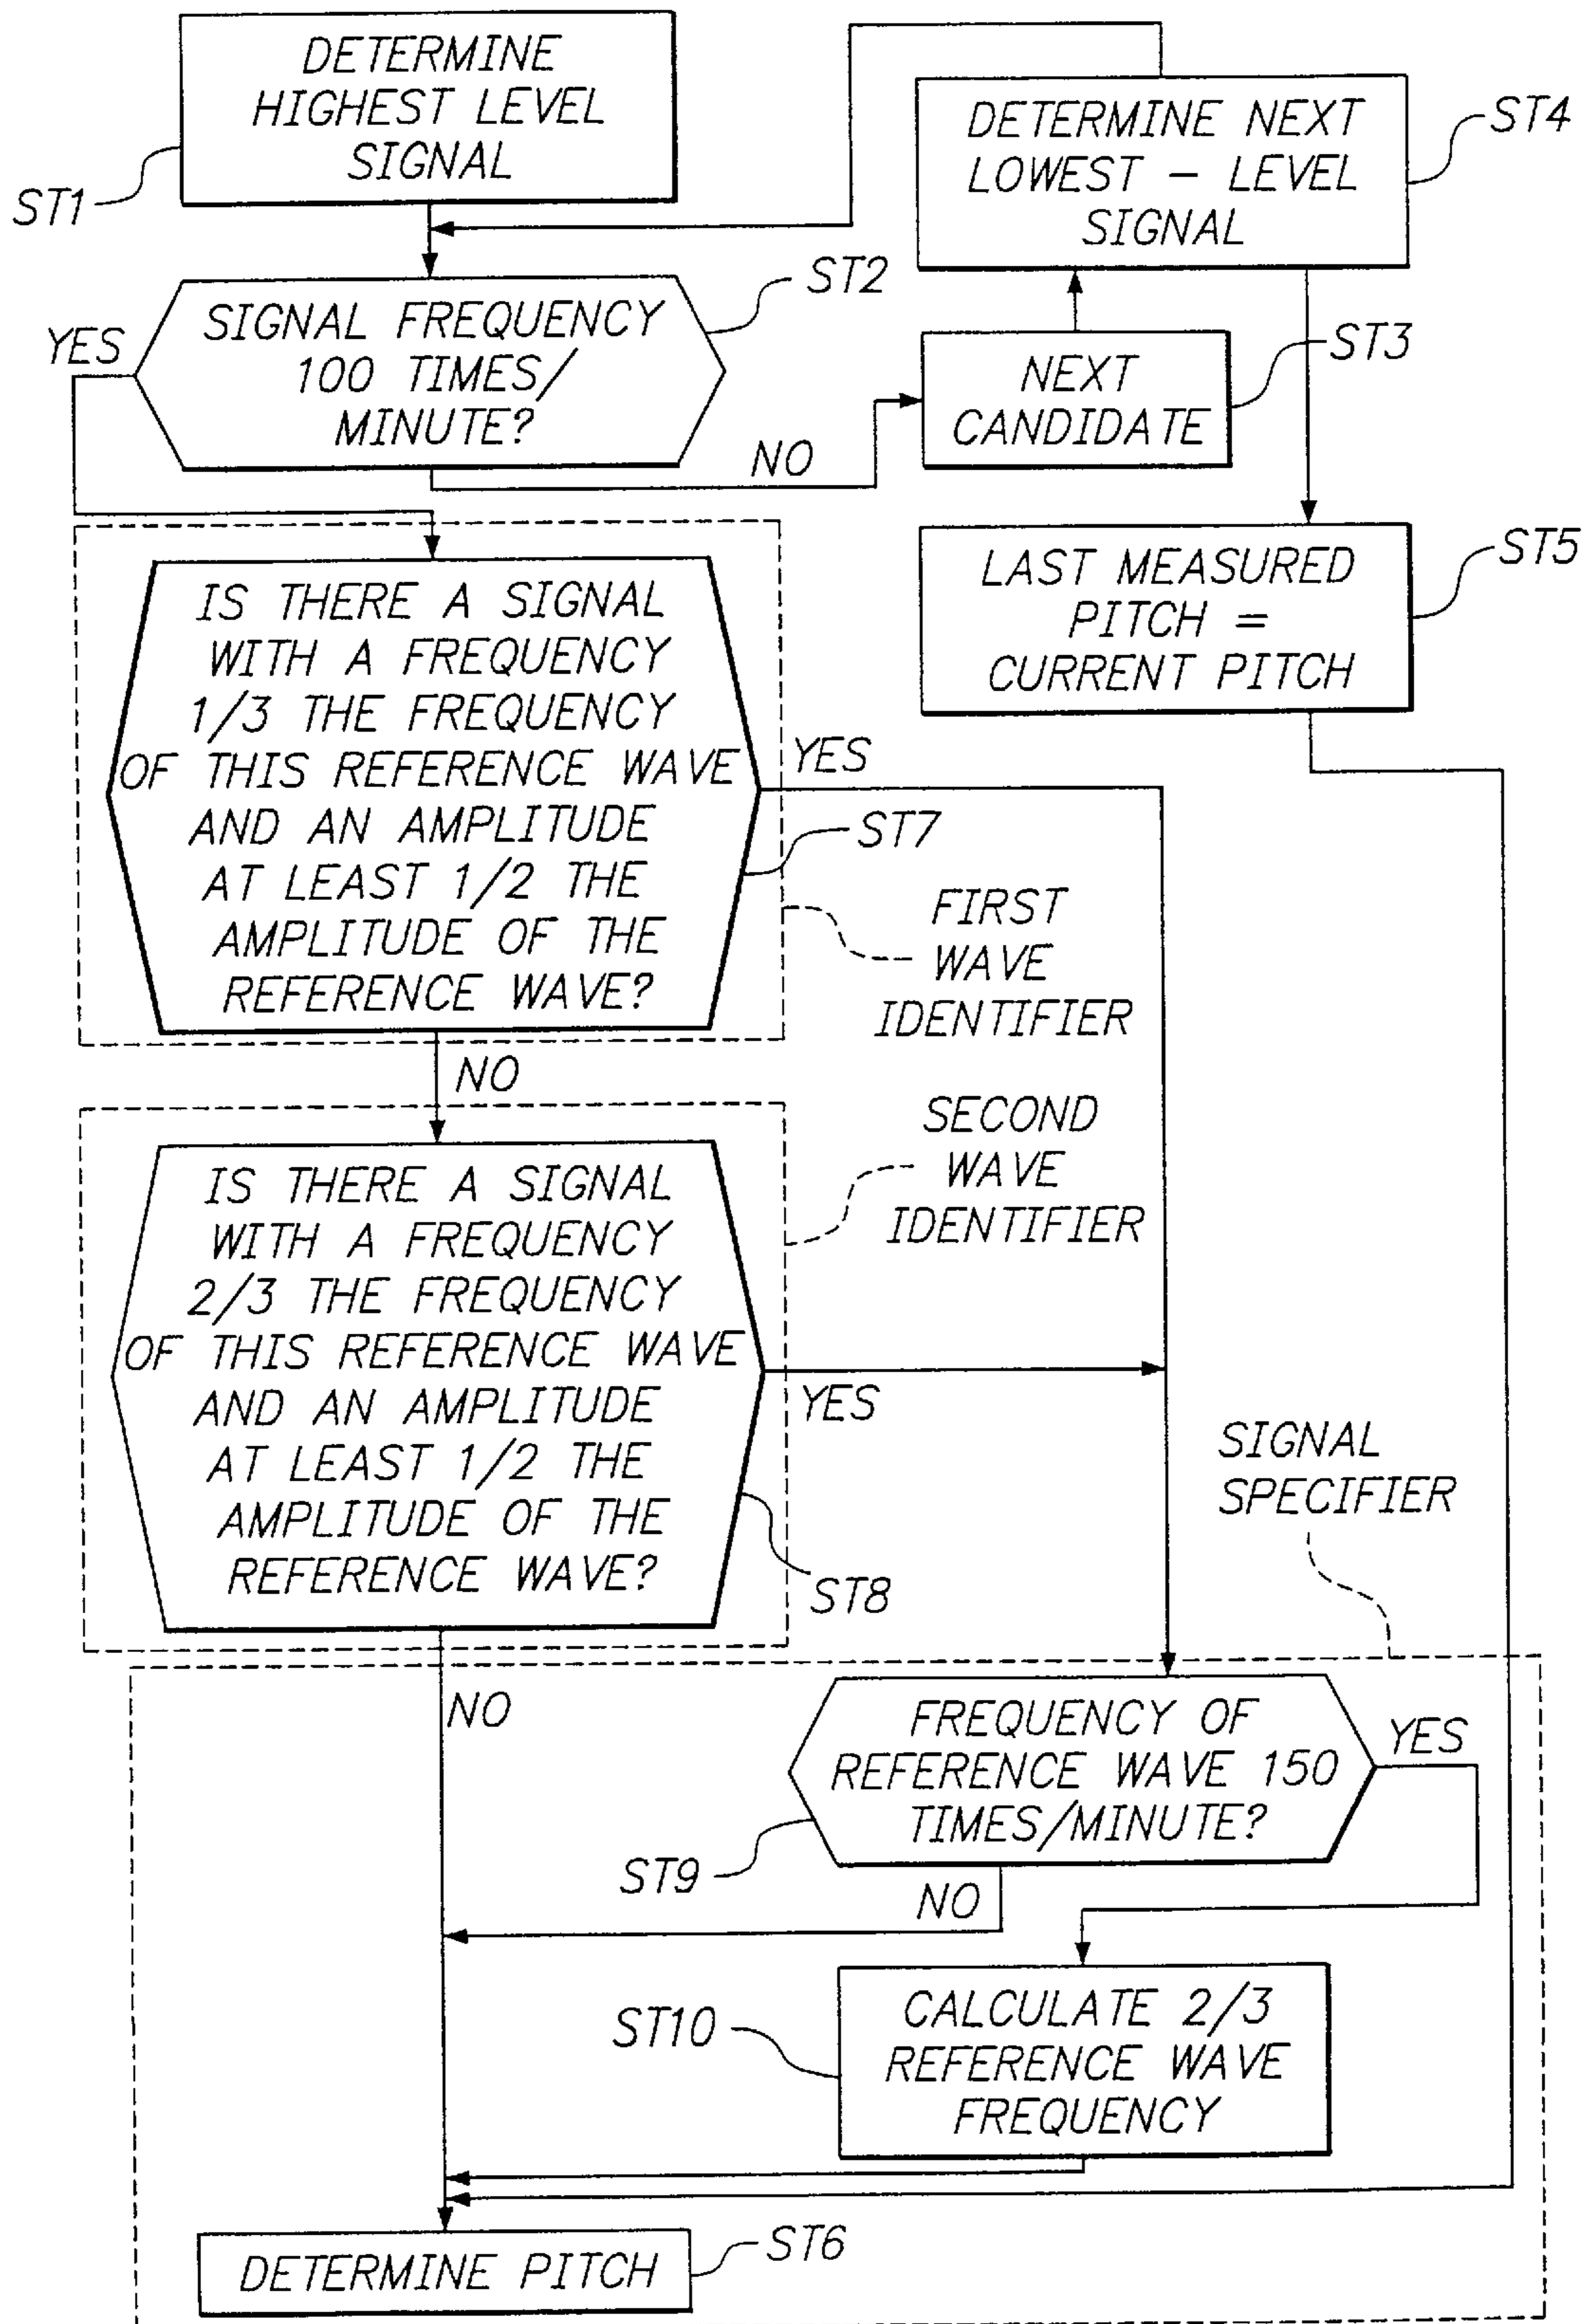 DETERMINE
HIGHEST LEVEL
SIGNAL
ST1
DETERMINE NEXT
LOWEST - LEVEL
SIGNAL
ST4
SIGNAL FREQUENCY
100 TIMES/
MINUTE?
ST2
YES
NO
NEXT
CANDIDATE
ST3
LAST MEASURED
PITCH =
CURRENT PITCH
ST5
IS THERE A SIGNAL
WITH A FREQUENCY
1/3 THE FREQUENCY
OF THIS REFERENCE WAVE
AND AN AMPLITUDE
AT LEAST 1/2 THE
AMPLITUDE OF THE
REFERENCE WAVE?
YES
ST7
FIRST
WAVE
IDENTIFIER
NO
SECOND
WAVE
IDENTIFIER
IS THERE A SIGNAL
WITH A FREQUENCY
2/3 THE FREQUENCY
OF THIS REFERENCE WAVE
AND AN AMPLITUDE
AT LEAST 1/2 THE
AMPLITUDE OF THE
REFERENCE WAVE?
YES
ST8
SIGNAL
SPECIFIER
NO
FREQUENCY OF
REFERENCE WAVE 150
TIMES/MINUTE?
YES
ST9
NO
CALCULATE 2/3
REFERENCE WAVE
FREQUENCY
ST10
DETERMINE PITCH
ST6